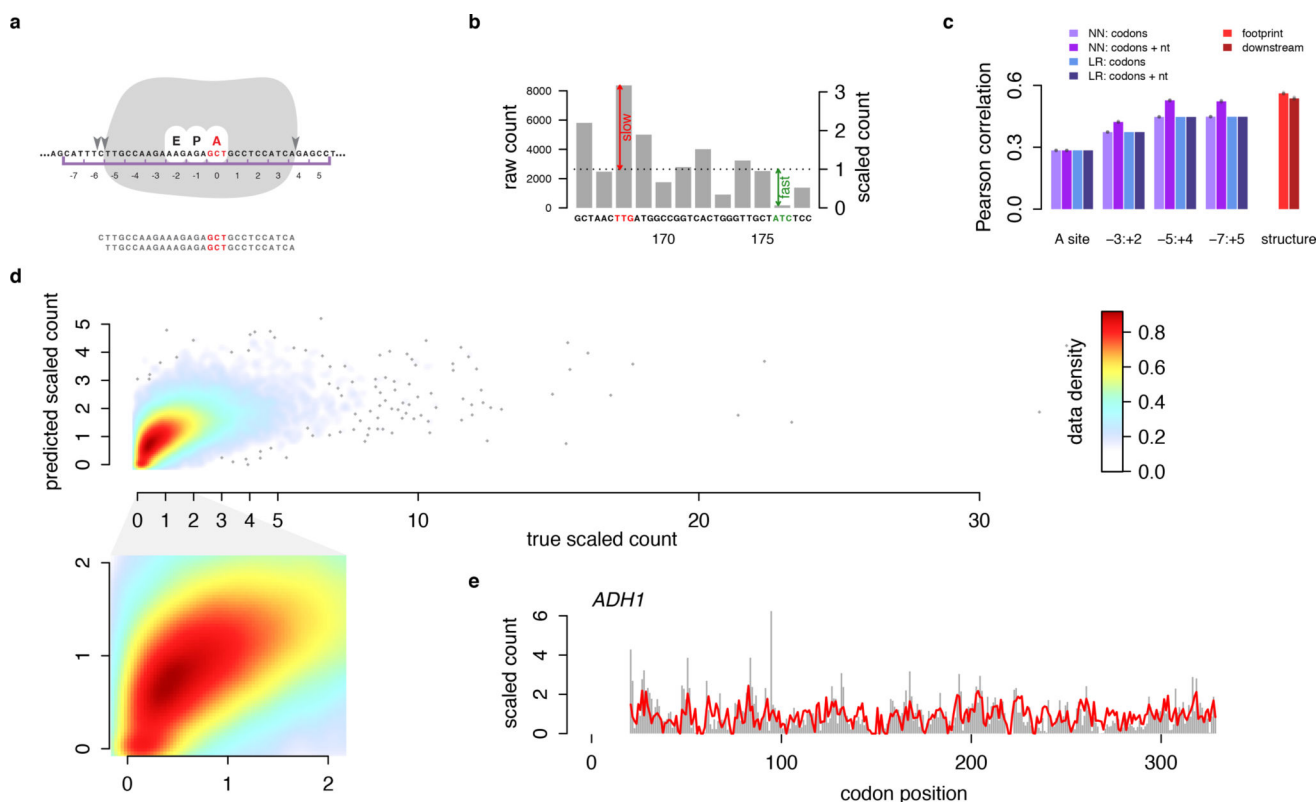 a
E P A
...AGCATTTCTTGCCAAGAAAGAGAGCTGCCTCCATCAGAGCCT...
-7 -6 -5 -4 -3 -2 -1 0 1 2 3 4 5
CTTGCCAAGAAAGAGAGCTGCCTCCATCA
TTGCCAAGAAAGAGAGCTGCCTCCATCA
b
raw count
8000
6000
4000
2000
0
slow
fast
scaled count
3
2
1
0
GCTAACTTGATGGCCGGTCACTGGGTTGCTATCTCC
170 175
c
NN: codons
NN: codons + nt
LR: codons
LR: codons + nt
footprint
downstream
Pearson correlation
0.6
0.3
0.0
A site −3:+2 −5:+4 −7:+5 structure
d
predicted scaled count
5
4
3
2
1
0
0 1 2 3 4 5 10 20 30
true scaled count
data density
0.8
0.6
0.4
0.2
0.0
2
1
0
0 1 2
e
ADH1
scaled count
6
4
2
0
0 100 200 300
codon position